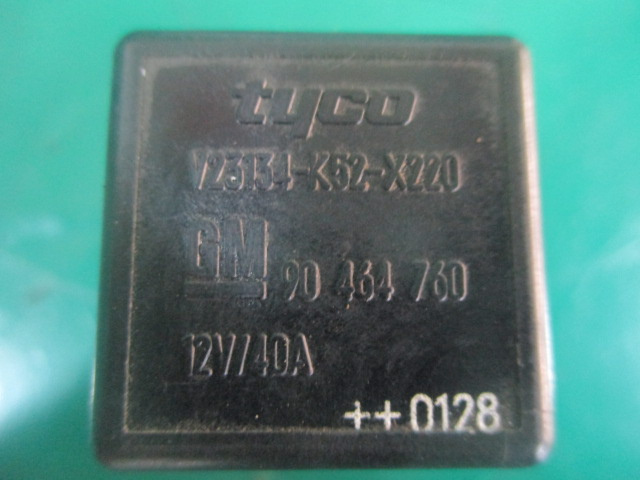 tyco
V23134-K52-X220
GM 90 464 760
12V/40A
++0128